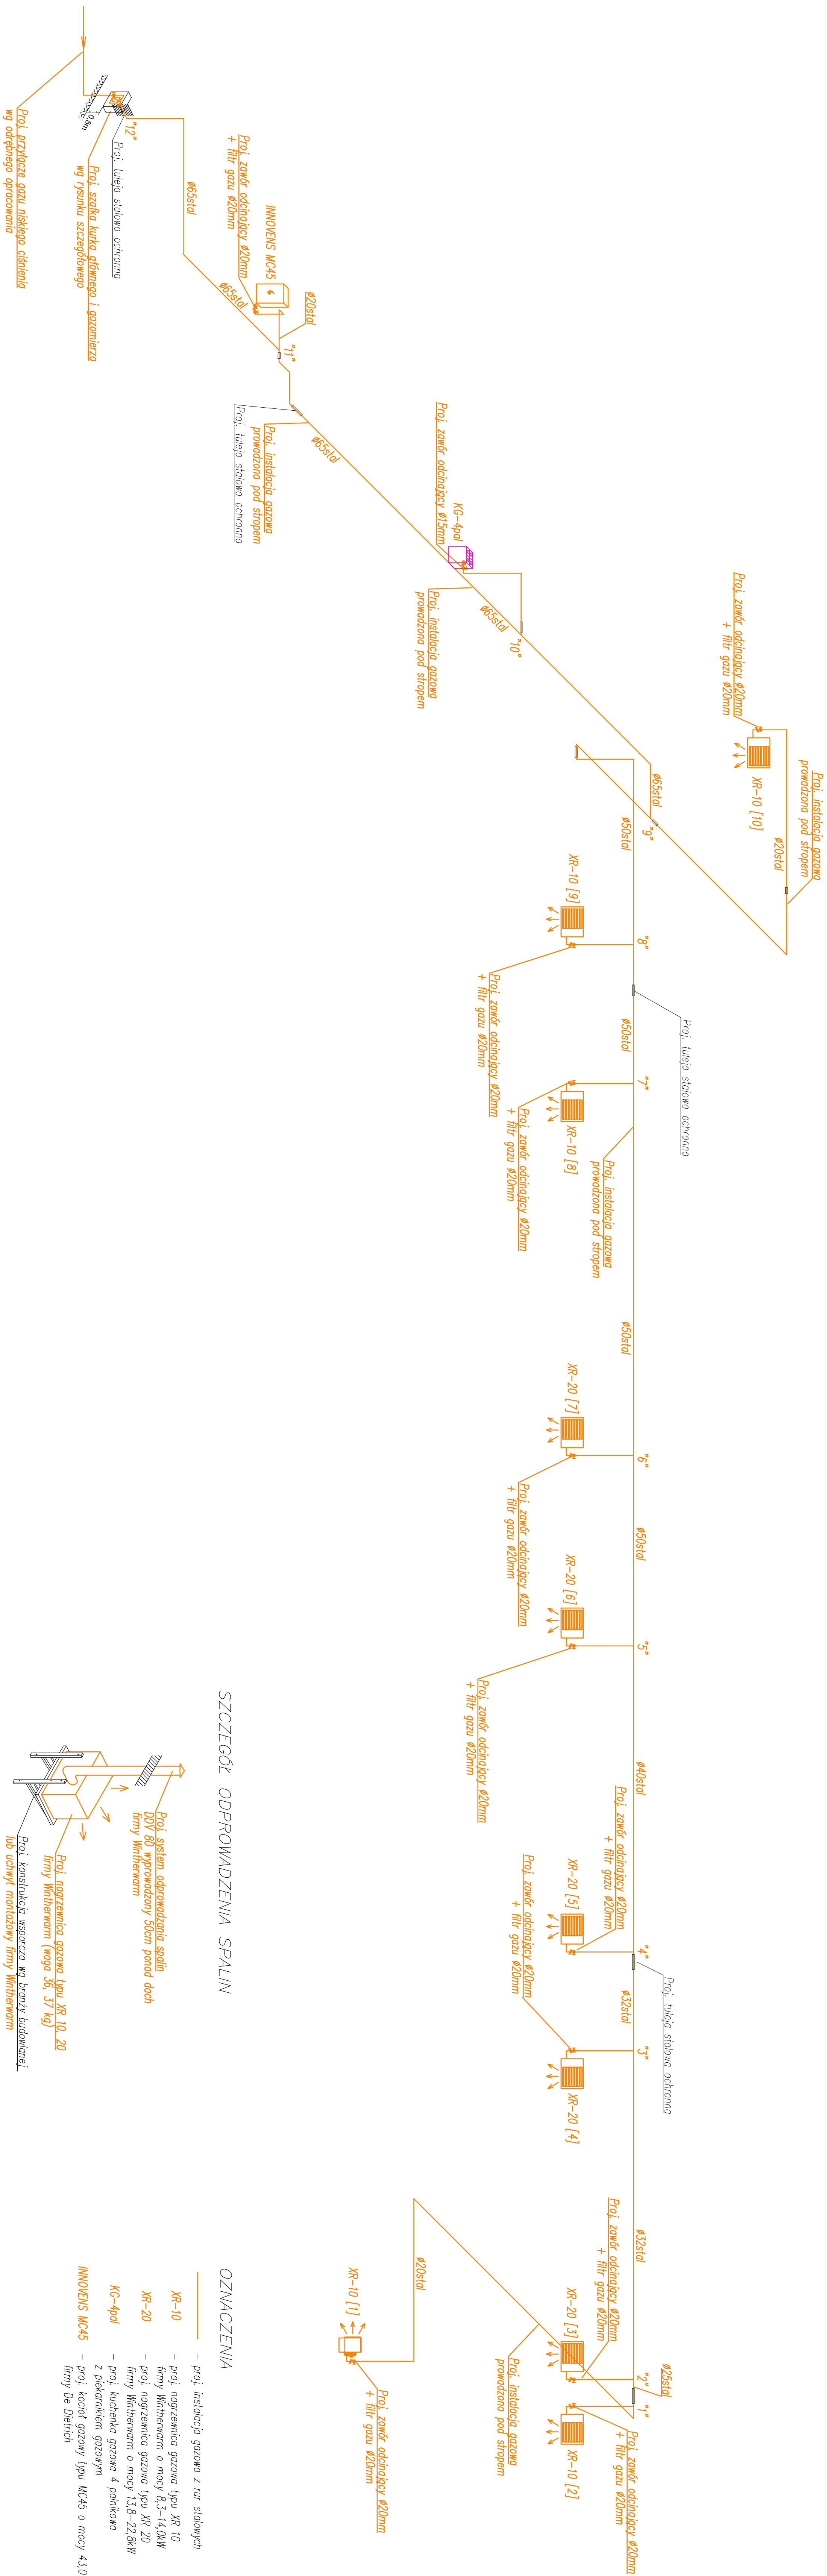 Proj. przyłącze gazu niskiego ciśnienia
wg odrębnego opracowania
0.5m
"12"
Proj. tuleja stalowa ochronna
Proj. szafka kurka głównego i gazomierza
wg rysunku szczegółowego
ø65stal
ø65stal
Proj. zawór odcinający ø20mm
+ filtr gazu ø20mm
INNOVENS MC45
ø20stal
"11"
Proj. tuleja stalowa ochronna
Proj. instalacja gazowa
prowadzona pod stropem
ø65stal
Proj. zawór odcinający ø15mm
KG-4pal
ø65stal
Proj. instalacja gazowa
prowadzona pod stropem
"10"
Proj. zawór odcinający ø20mm
+ filtr gazu ø20mm
XR-10 [10]
ø20stal
Proj. instalacja gazowa
prowadzona pod stropem
ø65stal
"9"
ø50stal
XR-10 [9]
"8"
Proj. zawór odcinający ø20mm
+ filtr gazu ø20mm
Proj. tuleja stalowa ochronna
ø50stal
"7"
XR-10 [8]
Proj. zawór odcinający ø20mm
+ filtr gazu ø20mm
Proj. instalacja gazowa
prowadzona pod stropem
ø50stal
XR-20 [7]
"6"
Proj. zawór odcinający ø20mm
+ filtr gazu ø20mm
ø50stal
XR-20 [6]
"5"
Proj. zawór odcinający ø20mm
+ filtr gazu ø20mm
ø40stal
Proj. zawór odcinający ø20mm
+ filtr gazu ø20mm
XR-20 [5]
"4"
Proj. tuleja stalowa ochronna
ø32stal
"3"
Proj. zawór odcinający ø20mm
+ filtr gazu ø20mm
XR-20 [4]
ø32stal
Proj. zawór odcinający ø20mm
+ filtr gazu ø20mm
XR-20 [3]
"2"
ø25stal
"1"
XR-10 [2]
Proj. zawór odcinający ø20mm
+ filtr gazu ø20mm
Proj. instalacja gazowa
prowadzona pod stropem
ø20stal
XR-10 [1]
Proj. zawór odcinający ø20mm
+ filtr gazu ø20mm
SZCZEGÓŁ ODPROWADZENIA SPALIN
Proj. system odprowadzania spalin
DDV 80 wyprowadzony 50cm ponad dach
firmy Wintherwarm
Proj. nagrzewnica gazowa typu XR 10, 20
firmy Wintherwarm (waga 36, 37 kg)
Proj. konstrukcja wsporcza wg branży budowlanej
lub uchwyt montażowy firmy Wintherwarm
OZNACZENIA
- proj. instalacja gazowa z rur stalowych
XR-10 - proj. nagrzewnica gazowa typu XR 10
firmy Wintherwarm o mocy 8,3-14,0kW
XR-20 - proj. nagrzewnica gazowa typu XR 20
firmy Wintherwarm o mocy 13,8-22,8kW
KG-4pal - proj. kuchenka gazowa 4 palnikowa
z piekarnikiem gazowym
INNOVENS MC45 - proj. kocioł gazowy typu MC45 o mocy 43,0
firmy De Dietrich